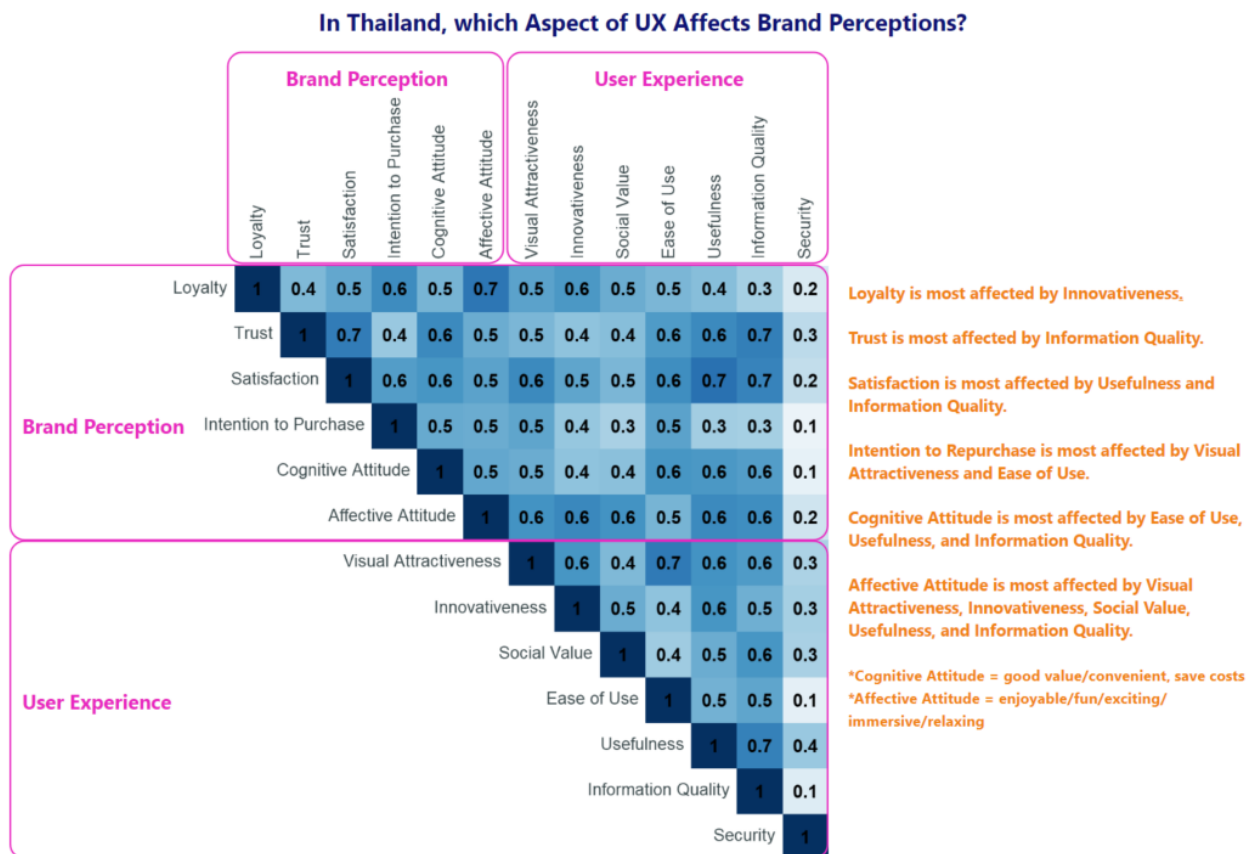 In Thailand, which Aspect of UX Affects Brand Perceptions?
Brand Perception
User Experience
Loyalty
Trust
Satisfaction
Intention to Purchase
Cognitive Attitude
Affective Attitude
Visual Attractiveness
Innovativeness
Social Value
Ease of Use
Usefulness
Information Quality
Security
Brand Perception
Loyalty 1 0.4 0.5 0.6 0.5 0.7 0.5 0.6 0.5 0.5 0.4 0.3 0.2
Trust 1 0.7 0.4 0.6 0.5 0.5 0.4 0.4 0.6 0.6 0.7 0.3
Satisfaction 1 0.6 0.6 0.5 0.6 0.5 0.5 0.6 0.7 0.7 0.2
Intention to Purchase 1 0.5 0.5 0.5 0.4 0.3 0.5 0.3 0.3 0.1
Cognitive Attitude 1 0.5 0.5 0.4 0.4 0.6 0.6 0.6 0.1
Affective Attitude 1 0.6 0.6 0.6 0.5 0.6 0.6 0.2
User Experience
Visual Attractiveness 1 0.6 0.4 0.7 0.6 0.6 0.3
Innovativeness 1 0.5 0.4 0.6 0.5 0.3
Social Value 1 0.4 0.5 0.6 0.3
Ease of Use 1 0.5 0.5 0.1
Usefulness 1 0.7 0.4
Information Quality 1 0.1
Security 1
Loyalty is most affected by Innovativeness.
Trust is most affected by Information Quality.
Satisfaction is most affected by Usefulness and
Information Quality.
Intention to Repurchase is most affected by Visual
Attractiveness and Ease of Use.
Cognitive Attitude is most affected by Ease of Use,
Usefulness, and Information Quality.
Affective Attitude is most affected by Visual
Attractiveness, Innovativeness, Social Value,
Usefulness, and Information Quality.
*Cognitive Attitude = good value/convenient, save costs
*Affective Attitude = enjoyable/fun/exciting/
immersive/relaxing